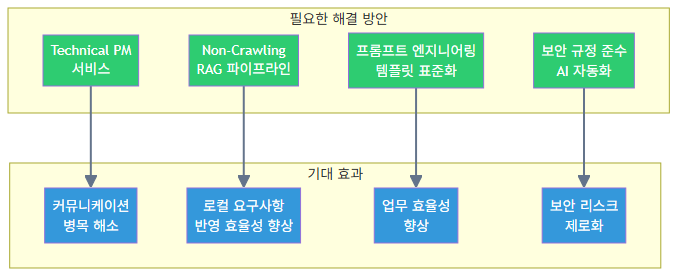 필요한 해결 방안
Technical PM
서비스
Non-Crawling
RAG 파이프라인
프롬프트 엔지니어링
템플릿 표준화
보안 규정 준수
AI 자동화
기대 효과
커뮤니케이션
병목 해소
로컬 요구사항
반영 효율성 향상
업무 효율성
향상
보안 리스크
제로화